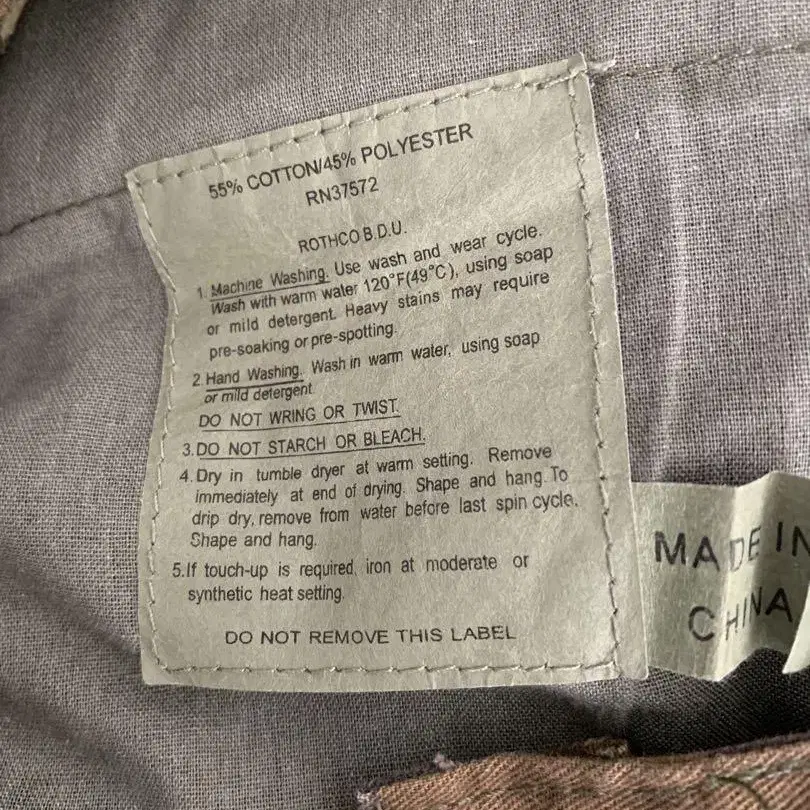 55% COTTON/45% POLYESTER
RN37572
ROTHCO B.D.U.
1. Machine Washing. Use wash and wear cycle.
Wash with warm water 120°F(49°C), using soap
or mild detergent. Heavy stains may require
pre-soaking or pre-spotting.
2 Hand Washing. Wash in warm water, using soap
or mild detergent
DO NOT WRING OR TWIST.
3. DO NOT STARCH OR BLEACH.
4. Dry in tumble dryer at warm setting. Remove
immediately at end of drying. Shape and hang. To
drip dry, remove from water before last spin cycle.
Shape and hang.
5. If touch-up is required, iron at moderate or
synthetic heat setting.
DO NOT REMOVE THIS LABEL
MADE IN
CHINA